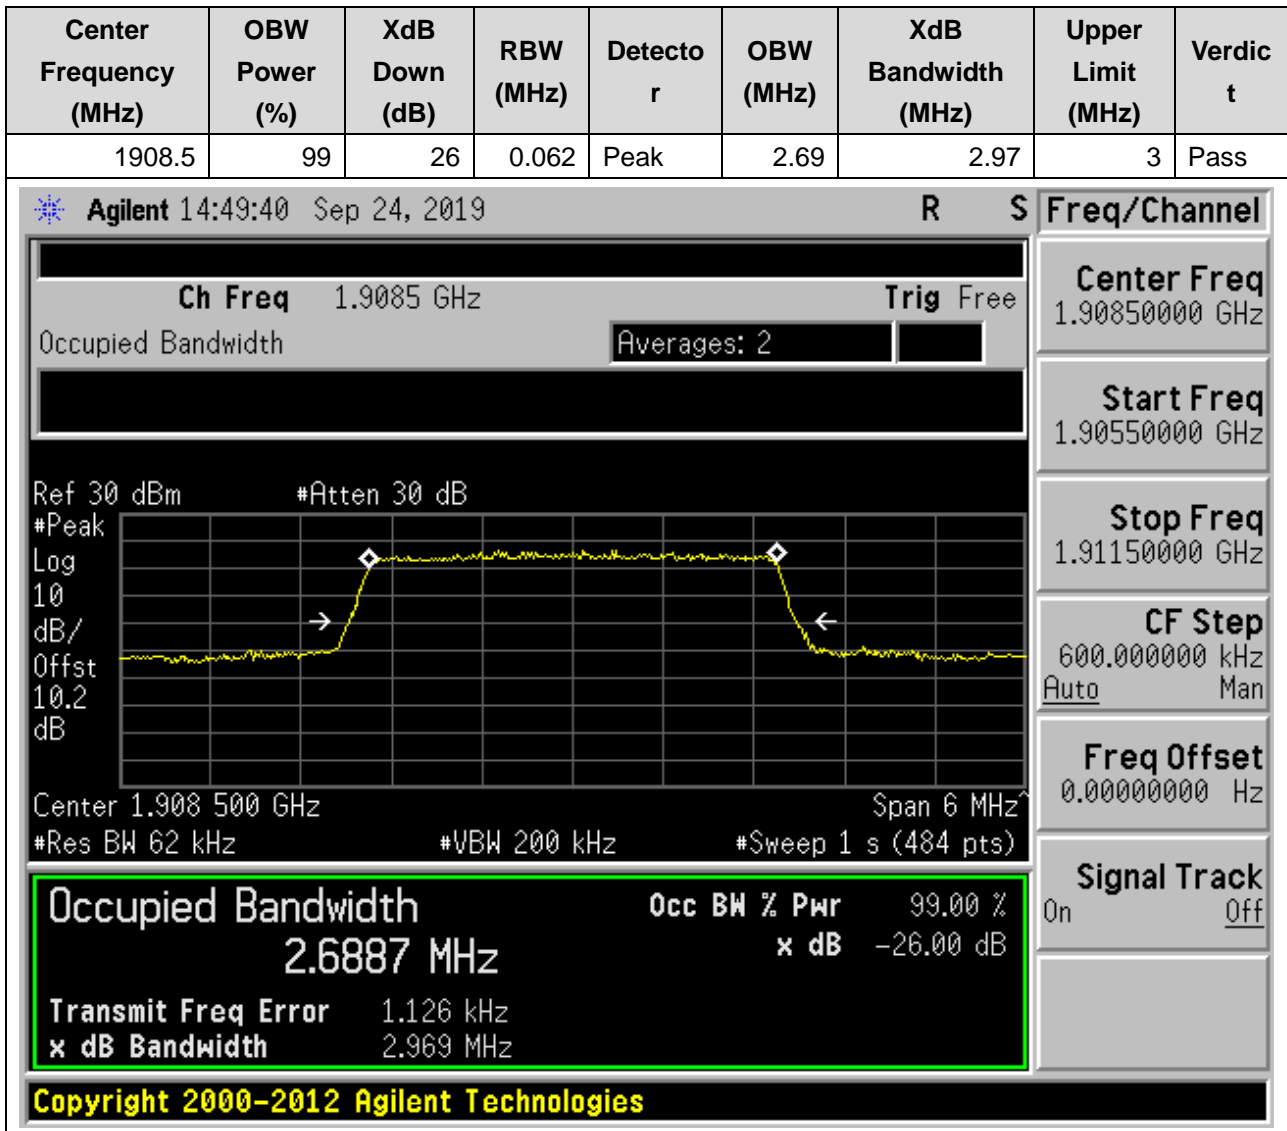 Center Frequency (MHz) OBW Power (%) XdB Down (dB) RBW (MHz) Detector OBW (MHz) XdB Bandwidth (MHz) Upper Limit (MHz) Verdict
1908.5 99 26 0.062 Peak 2.69 2.97 3 Pass
Agilent 14:49:40 Sep 24, 2019 R S Freq/Channel
Ch Freq 1.9085 GHz Trig Free
Occupied Bandwidth Averages: 2
Center Freq
1.90850000 GHz
Start Freq
1.90550000 GHz
Stop Freq
1.91150000 GHz
CF Step
600.000000 kHz
Auto Man
Freq Offset
0.00000000 Hz
Signal Track
On Off
Ref 30 dBm #Atten 30 dB
#Peak
Log
10
dB/
Offst
10.2
dB
Center 1.908 500 GHz Span 6 MHz^
#Res BW 62 kHz #VBW 200 kHz #Sweep 1 s (484 pts)
Occupied Bandwidth Occ BW % Pwr 99.00 %
2.6887 MHz x dB -26.00 dB
Transmit Freq Error 1.126 kHz
x dB Bandwidth 2.969 MHz
Copyright 2000-2012 Agilent Technologies